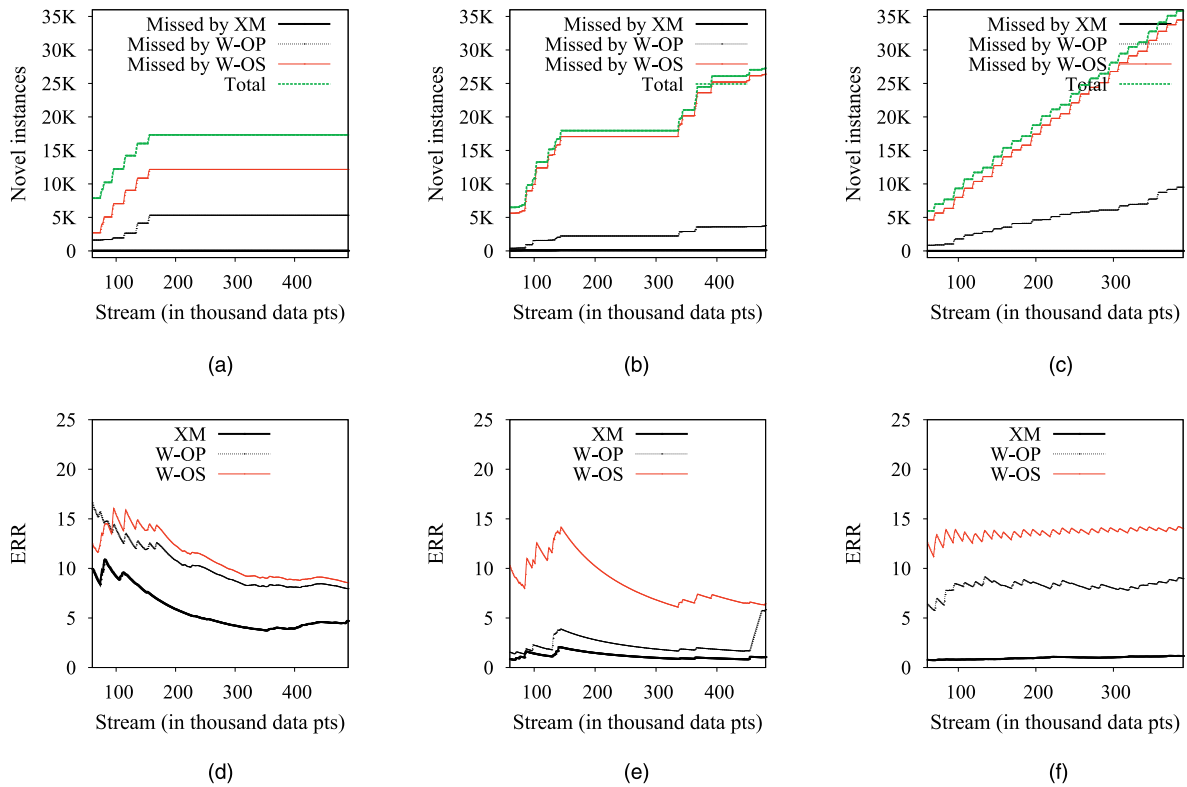 Missed by XM
Missed by W-OP
Missed by W-OS
Total
35K
30K
25K
20K
15K
10K
5K
0
Novel instances
100 200 300 400
Stream (in thousand data pts)
(a)
Missed by XM
Missed by W-OP
Missed by W-OS
Total
35K
30K
25K
20K
15K
10K
5K
0
Novel instances
100 200 300 400
Stream (in thousand data pts)
(b)
Missed by XM
Missed by W-OP
Missed by W-OS
Total
35K
30K
25K
20K
15K
10K
5K
0
Novel instances
100 200 300
Stream (in thousand data pts)
(c)
XM
W-OP
W-OS
25
20
15
10
5
0
ERR
100 200 300 400
Stream (in thousand data pts)
(d)
XM
W-OP
W-OS
25
20
15
10
5
0
ERR
100 200 300 400
Stream (in thousand data pts)
(e)
XM
W-OP
W-OS
25
20
15
10
5
0
ERR
100 200 300
Stream (in thousand data pts)
(f)